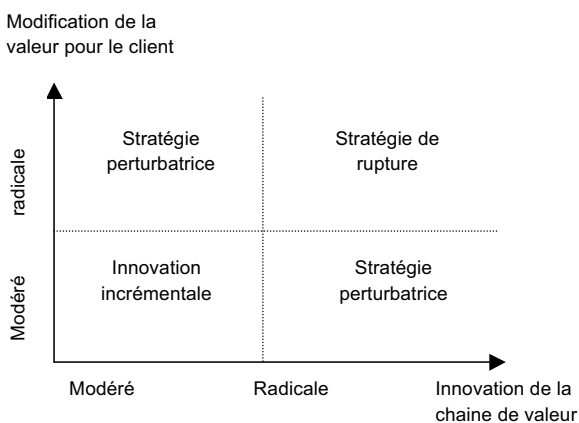 Modification de la
valeur pour le client
radicale
Stratégie
perturbatrice
Stratégie de
rupture
Modéré
Innovation
incrémentale
Stratégie
perturbatrice
Modéré
Radicale
Innovation de la
chaine de valeur